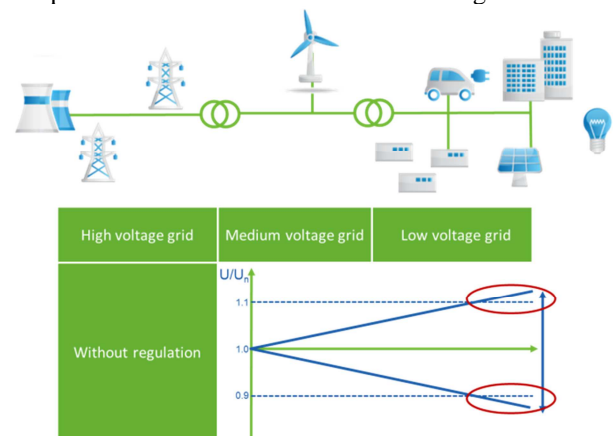 High voltage grid
Medium voltage grid
Low voltage grid
Without regulation
U/Un
1.1
1.0
0.9